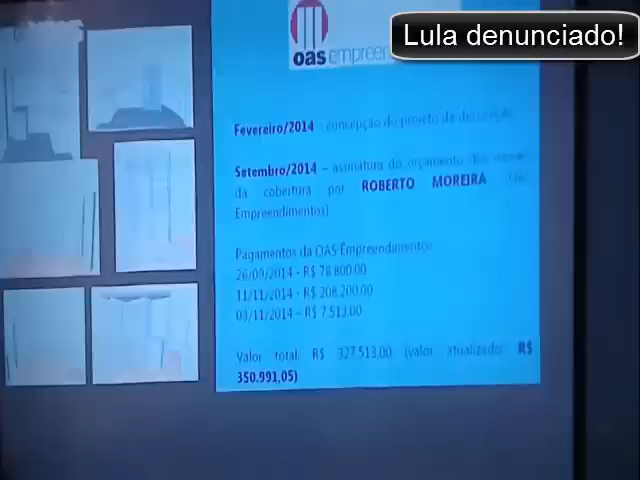 Lula denunciado!
oas empreen
Fevereiro/2014 - concepção do projeto de decoração
Setembro/2014 – assinatura do orçamento dos
da cobertura por ROBERTO MOREIRA
Empreendimentos)
Pagamentos da OAS Empreendimentos
26/09/2014 - R$ 78.800.00
11/11/2014 - R$ 208.200.00
03/11/2014 – R$ 7.513.00
Valor total: R$ 327.513,00 (valor atualizado R$
350.991,05)